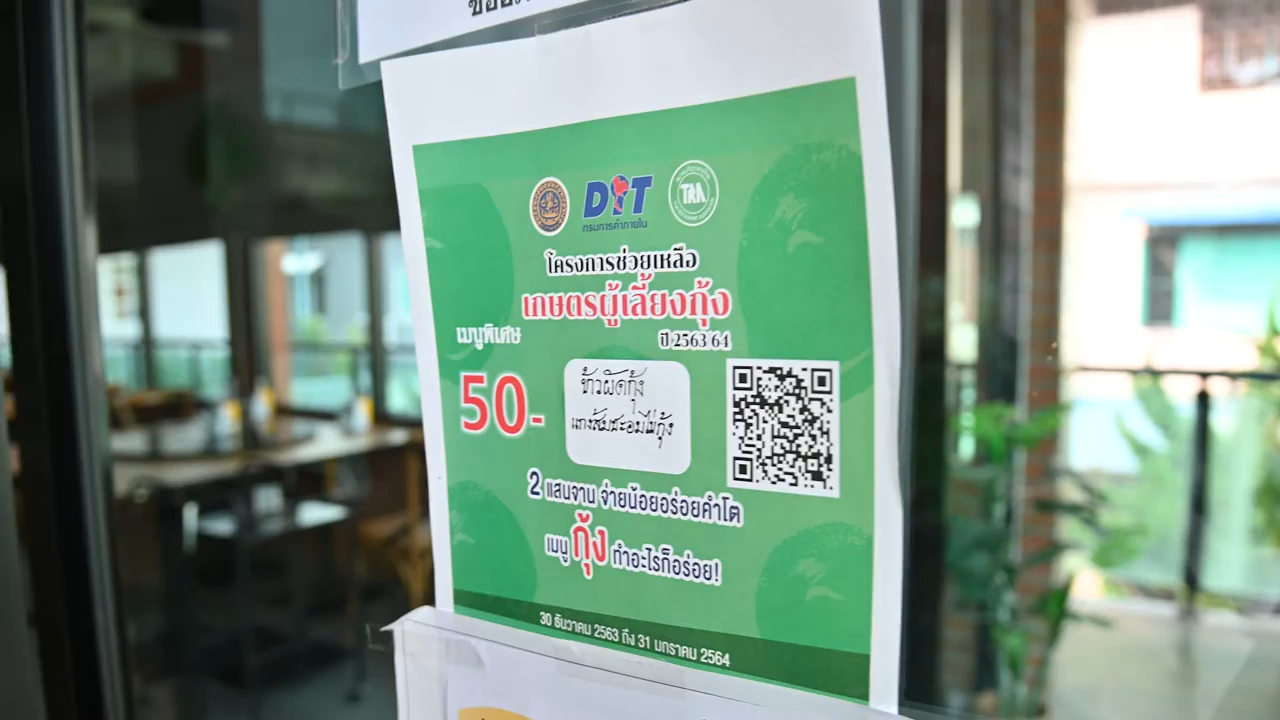 DIT
กรมการค้าภายใน
TRA
โครงการช่วยเหลือ
เกษตรผู้เลี้ยงกุ้ง
ปี 2563 64
เมนูพิเศษ
50.-
ข้าวผัดกุ้ง
แกงส้มชะอมไข่กุ้ง
2 แสนจาน จ่ายน้อยอร่อยคำโต
เมนู กุ้ง ทำอะไรก็อร่อย!
30 ธันวาคม 2563 ถึง 31 มกราคม 2564